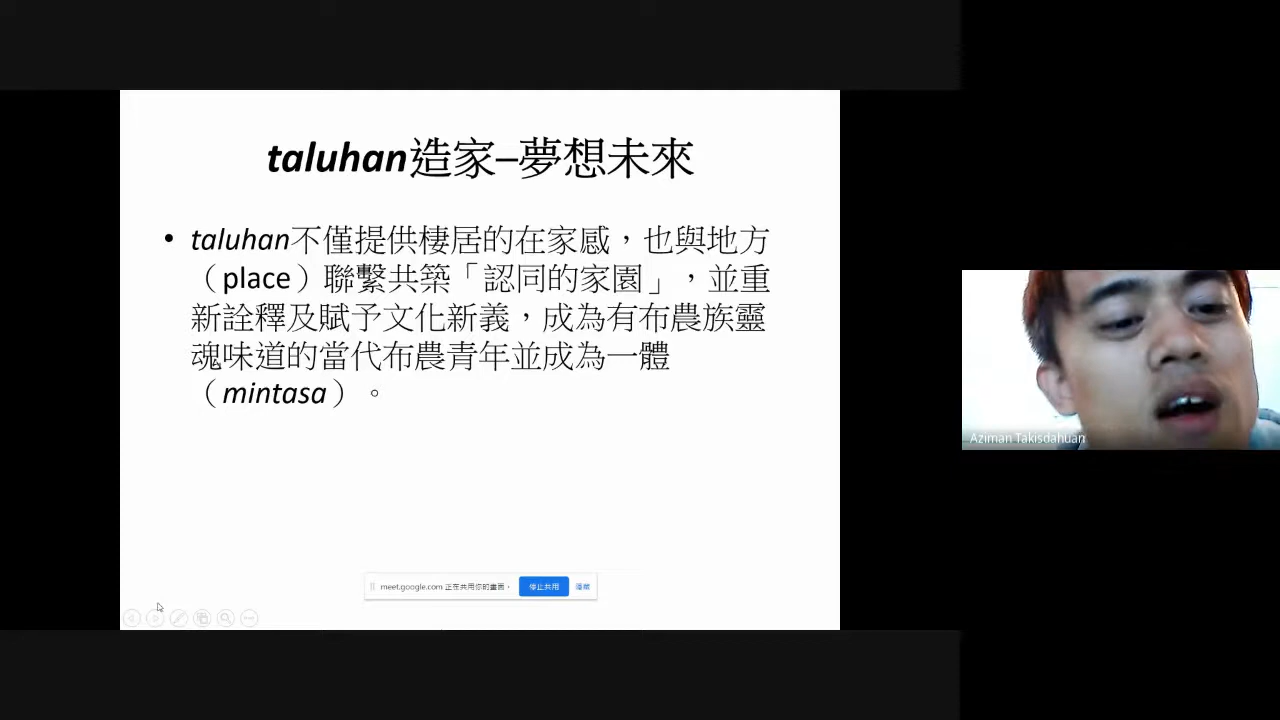 taluhan造家–夢想未來
• taluhan不僅提供棲居的在家感，也與地方
（place）聯繫共築「認同的家園」，並重
新詮釋及賦予文化新義，成為有布農族靈
魂味道的當代布農青年並成為一體
（mintasa）。
meet.google.com 正在共用你的畫面。 停止共用 隱藏
Aziman Takisdahuan